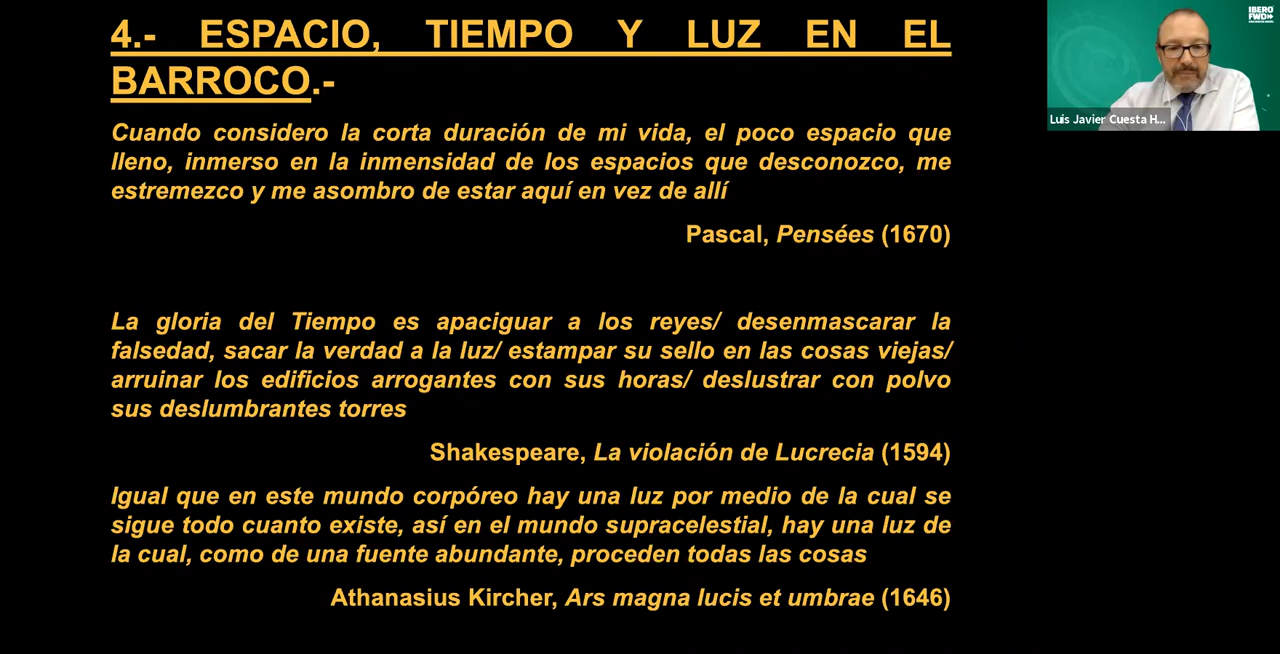 4.- ESPACIO, TIEMPO Y LUZ EN EL
BARROCO.-
Cuando considero la corta duración de mi vida, el poco espacio que
lleno, inmerso en la inmensidad de los espacios que desconozco, me
estremezco y me asombro de estar aquí en vez de allí
Pascal, Pensées (1670)
La gloria del Tiempo es apaciguar a los reyes/ desenmascarar la
falsedad, sacar la verdad a la luz/ estampar su sello en las cosas viejas/
arruinar los edificios arrogantes con sus horas/ deslustrar con polvo
sus deslumbrantes torres
Shakespeare, La violación de Lucrecia (1594)
Igual que en este mundo corpóreo hay una luz por medio de la cual se
sigue todo cuanto existe, así en el mundo supracelestial, hay una luz de
la cual, como de una fuente abundante, proceden todas las cosas
Athanasius Kircher, Ars magna lucis et umbrae (1646)
IBERO
FWD
Luis Javier Cuesta H...